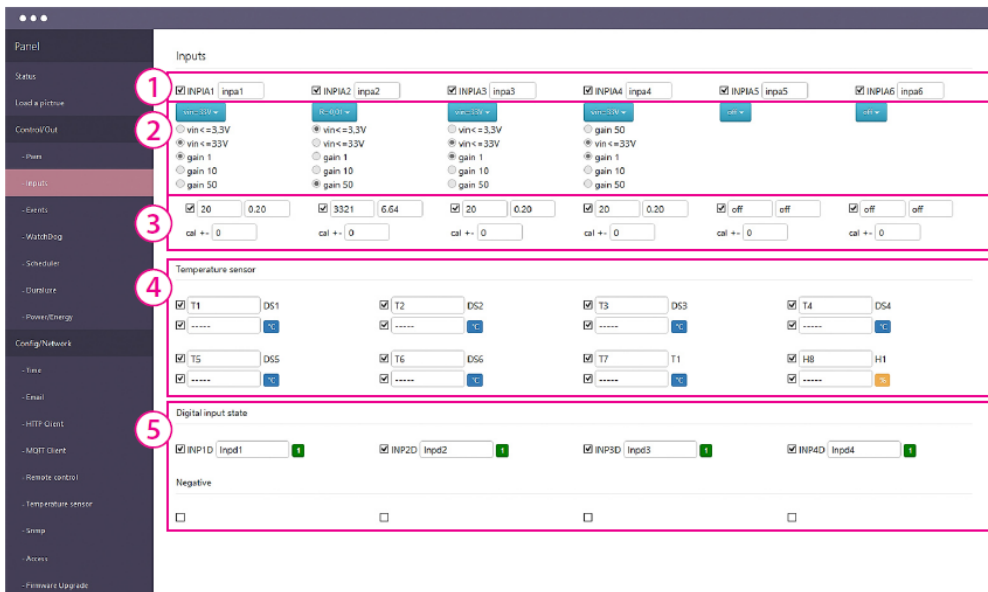 Panel
Status
Load a pictrue
Control/Out
- Pwm
- Inputs
- Events
- WatchDog
- Scheduler
- Power/Energy
Config/Network
- Time
- Email
- HTTP Client
- MQTT Client
- Remote control
- Temperature sensor
- Snmp
- Access
- Firmware Upgrade
Inputs
1
INPIA1 inpa1 INPIA2 inpa2 INPIA3 inpa3 INPIA4 inpa4 INPIA5 inpa5 INPIA6 inpa6
2
off off
vin<=3,3V vin<=3,3V vin<=3,3V gain 50
vin<=33V vin<=33V vin<=33V vin<=33V
gain 1 gain 1 gain 1 gain 1
gain 10 gain 10 gain 10 gain 10
gain 50 gain 50 gain 50 gain 50
3
20 0.20 3321 6.64 20 0.20 20 0.20 off off off off
cal +- 0 cal +- 0 cal +- 0 cal +- 0 cal +- 0 cal +- 0
4
Temperature sensor
T1 DS1 T2 DS2 T3 DS3 T4 DS4
----- °C ----- °C ----- °C ----- °C
T5 DS5 T6 DS6 T7 T1 H8 H1
----- °C ----- °C ----- °C ----- %
5
Digital input state
INP1D Inpd1 1 INP2D Inpd2 1 INP3D Inpd3 1 INP4D Inpd4 1
Negative